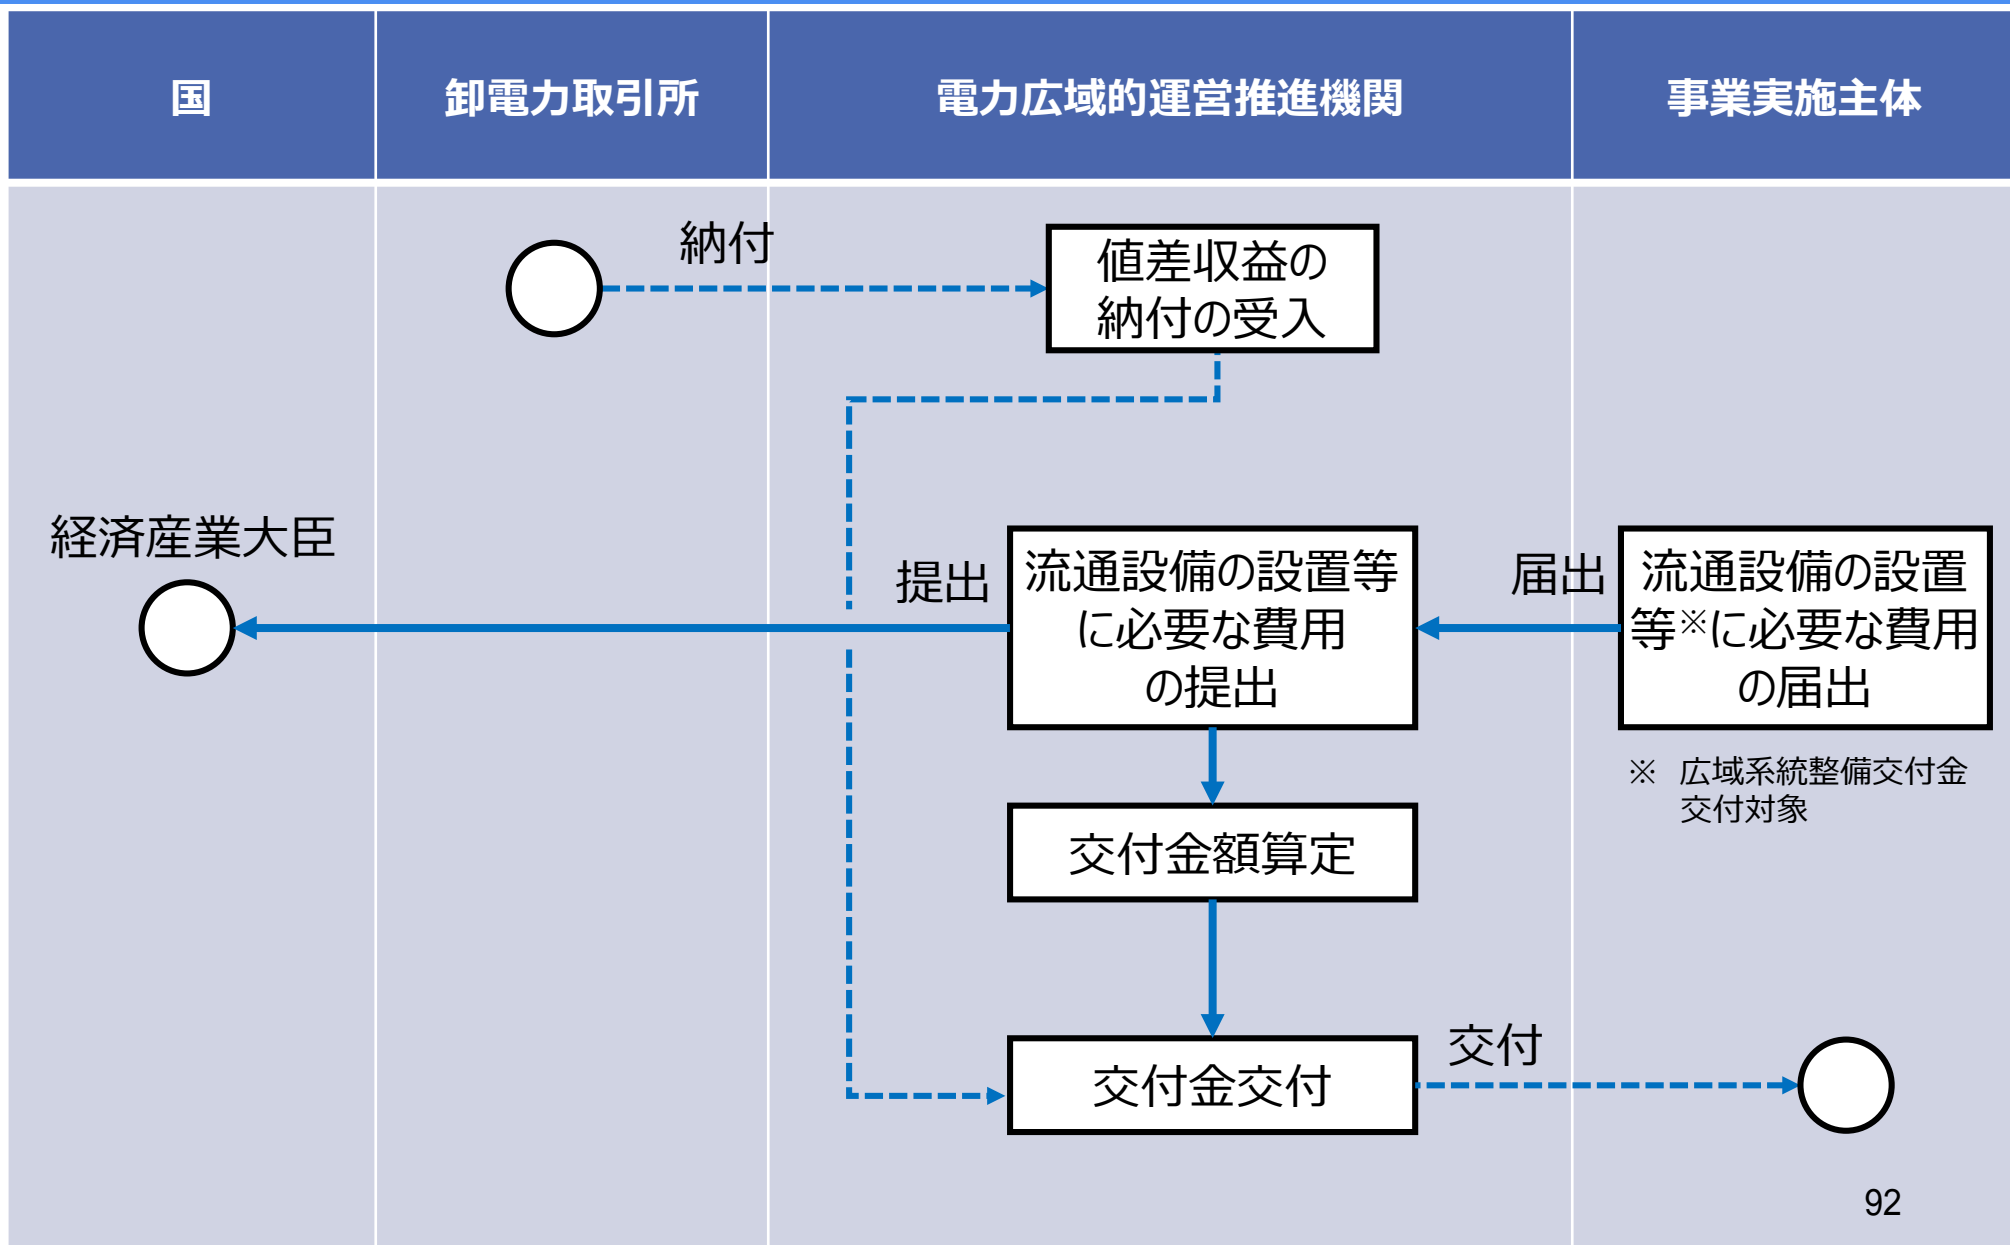 国
卸電力取引所
電力広域的運営推進機関
事業実施主体
納付
値差収益の
納付の受入
経済産業大臣
提出
流通設備の設置等
に必要な費用
の提出
届出
流通設備の設置
等※に必要な費用
の届出
※ 広域系統整備交付金
交付対象
交付金額算定
交付金交付
交付
92